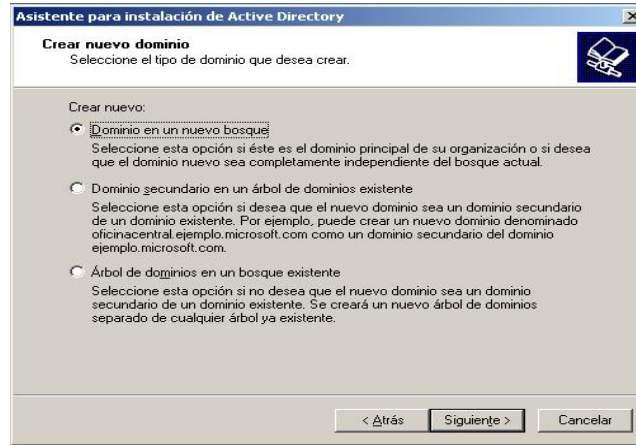 Asistente para instalación de Active Directory
Crear nuevo dominio
Seleccione el tipo de dominio que desea crear.
Crear nuevo:
Dominio en un nuevo bosque
Seleccione esta opción si éste es el dominio principal de su organización o si desea
que el dominio nuevo sea completamente independiente del bosque actual.
Dominio secundario en un árbol de dominios existente
Seleccione esta opción si desea que el nuevo dominio sea un dominio secundario
de un dominio existente. Por ejemplo, puede crear un nuevo dominio denominado
oficinacentral.ejemplo.microsoft.com como un dominio secundario del dominio
ejemplo.microsoft.com.
Árbol de dominios en un bosque existente
Seleccione esta opción si no desea que el nuevo dominio sea un dominio
secundario de un dominio existente. Se creará un nuevo árbol de dominios
separado de cualquier árbol ya existente.
< Atrás Siguiente > Cancelar